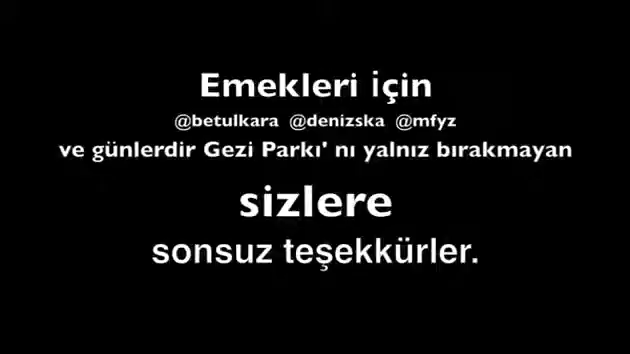 Emekleri için
@betulkara @denizska @mfyz
ve günlerdir Gezi Parkı' nı yalnız bırakmayan
sizlere
sonsuz teşekkürler.